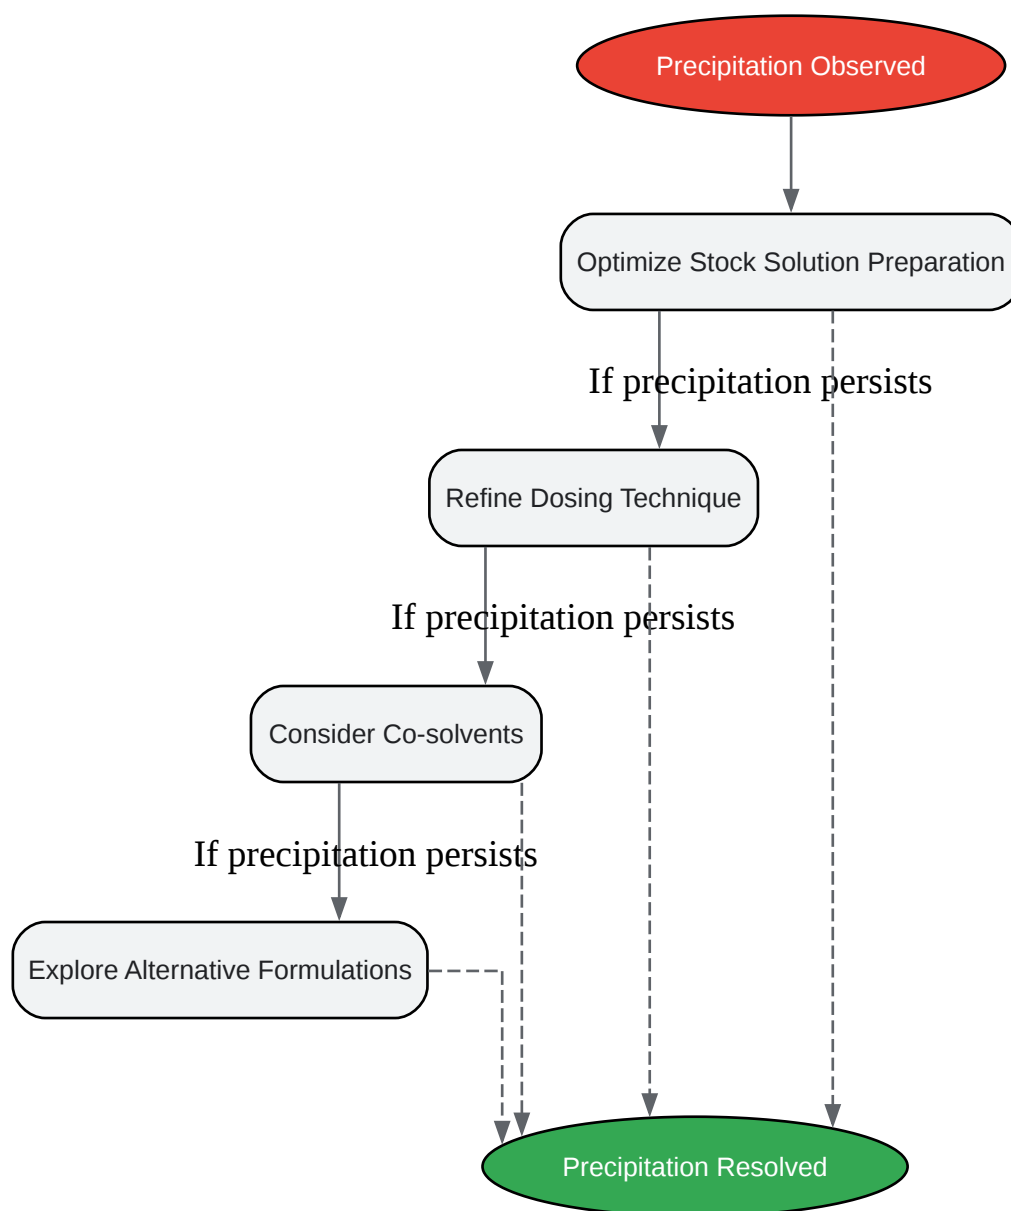 Precipitation Observed
Optimize Stock Solution Preparation
If precipitation persists
Refine Dosing Technique
If precipitation persists
Consider Co-solvents
If precipitation persists
Explore Alternative Formulations
Precipitation Resolved